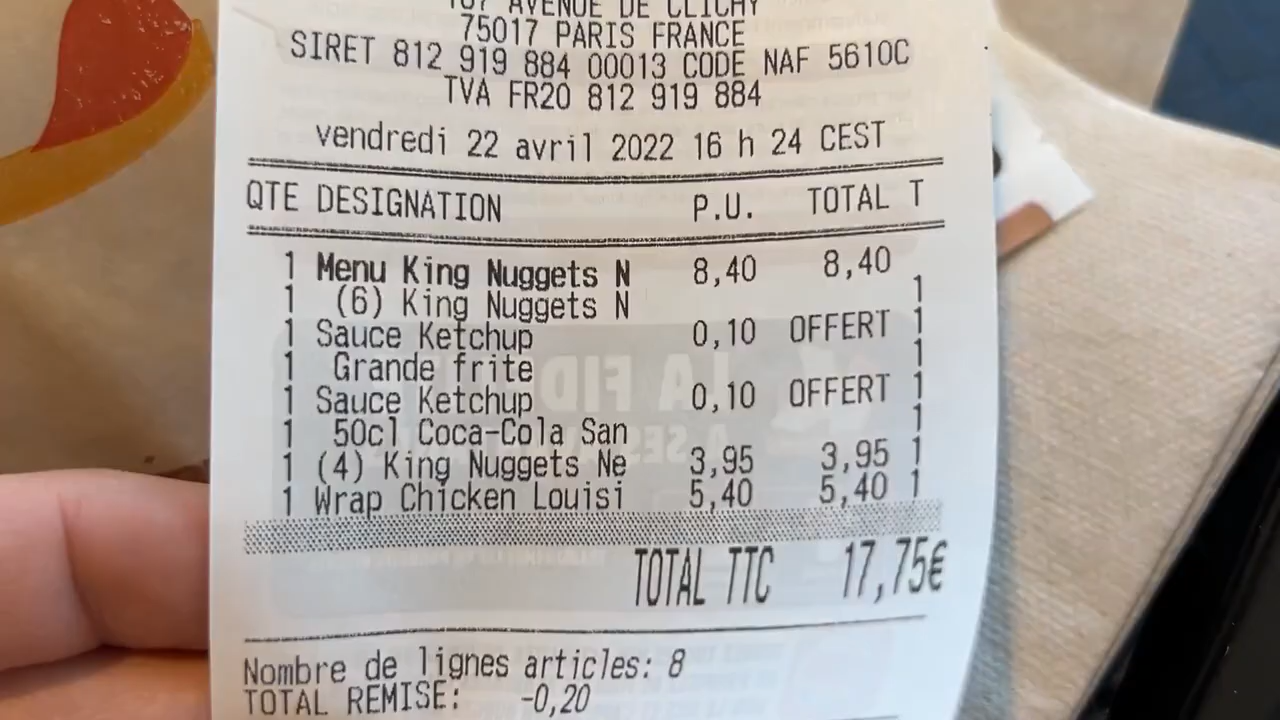 107 AVENUE DE CLICHY
75017 PARIS FRANCE
SIRET 812 919 884 00013 CODE NAF 5610C
TVA FR20 812 919 884
vendredi 22 avril 2022 16 h 24 CEST
QTE DESIGNATION P.U. TOTAL T
1 Menu King Nuggets N 8,40 8,40
1 (6) King Nuggets N 1
1 Sauce Ketchup 0,10 OFFERT 1
1 Grande frite 1
1 Sauce Ketchup 0,10 OFFERT 1
1 50cl Coca-Cola San 1
1 (4) King Nuggets Ne 3,95 3,95 1
1 Wrap Chicken Louisi 5,40 5,40 1
TOTAL TTC 17,75€
Nombre de lignes articles: 8
TOTAL REMISE: -0,20